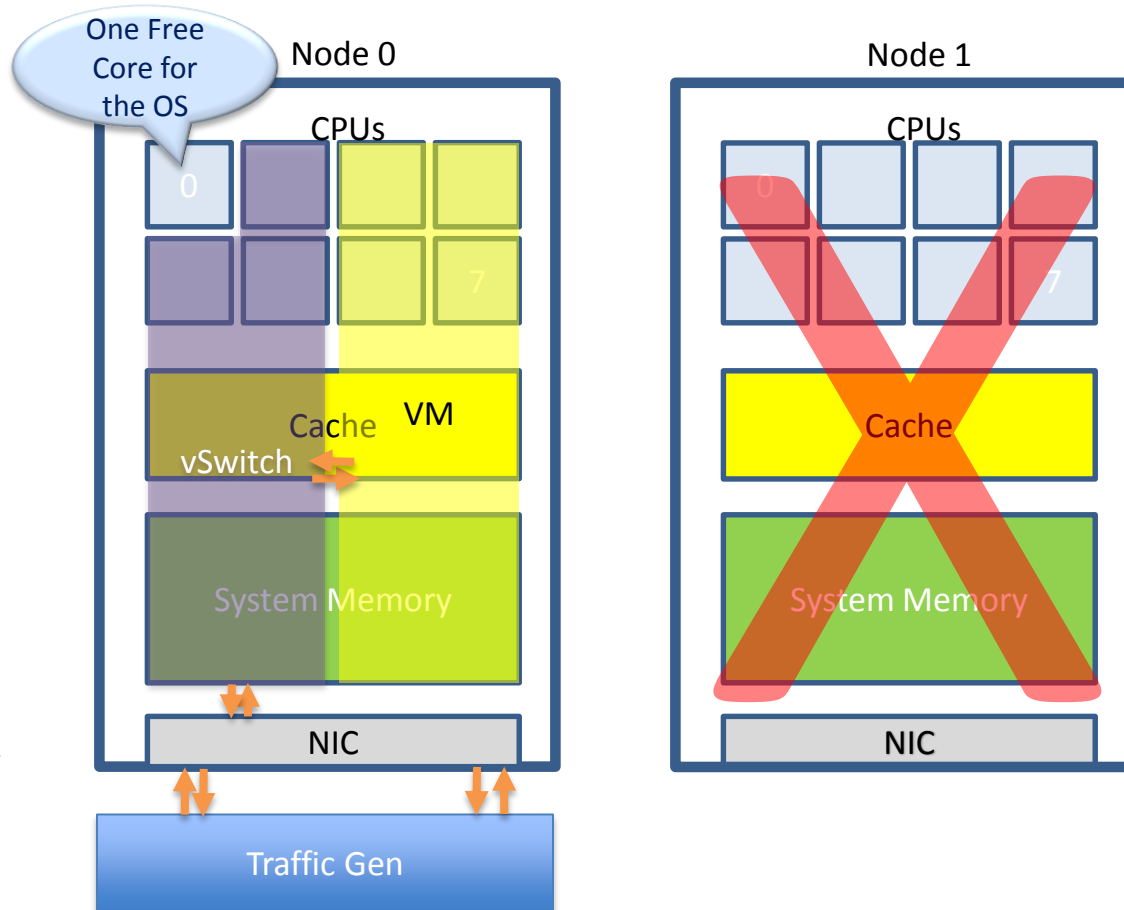 One Free
Core for
the OS
Node 0
CPUs
0
7
Cache
VM
vSwitch
System Memory
NIC
Traffic Gen
Node 1
CPUs
0
7
Cache
System Memory
NIC